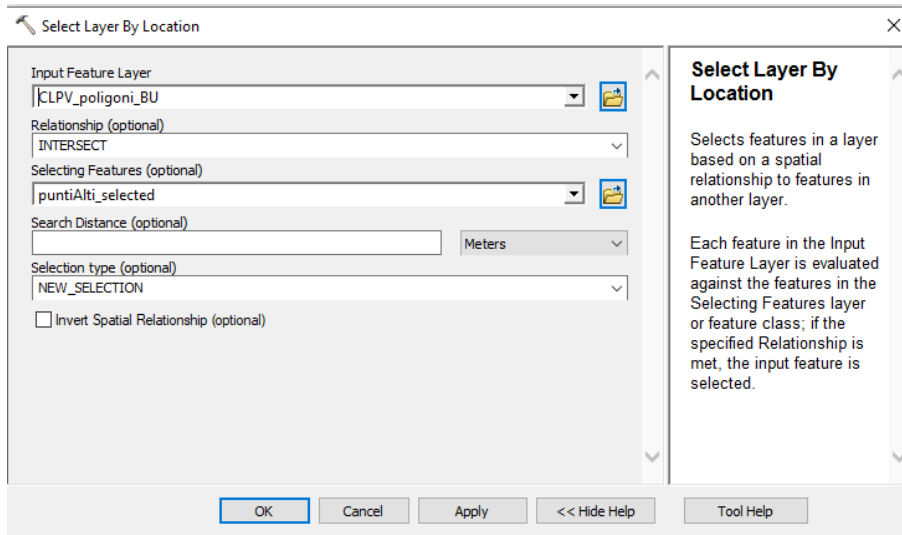 Select Layer By Location
Input Feature Layer
CLPV_poligoni_BU
Relationship (optional)
INTERSECT
Selecting Features (optional)
puntiAlti_selected
Search Distance (optional)
Meters
Selection type (optional)
NEW_SELECTION
Invert Spatial Relationship (optional)
Select Layer By
Location
Selects features in a layer
based on a spatial
relationship to features in
another layer.
Each feature in the Input
Feature Layer is evaluated
against the features in the
Selecting Features layer
or feature class; if the
specified Relationship is
met, the input feature is
selected.
OK
Cancel
Apply
<< Hide Help
Tool Help